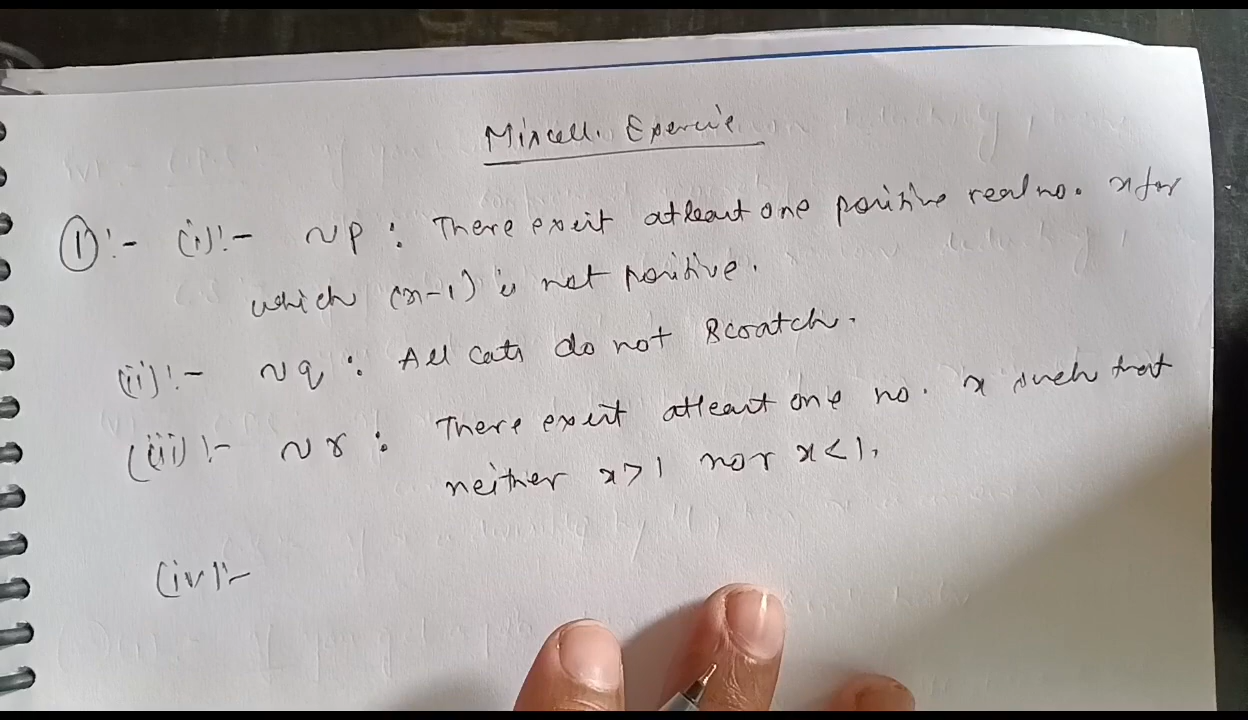 Miscell. Exercise
(1):- (i):- ~p : There exist atleast one positive real no. x for
which (x-1) is not positive.
(ii):- ~q : All cats do not scratch.
(iii):- ~r : There exist atleast one no. x such that
neither x>1 nor x<1.
(iv):-